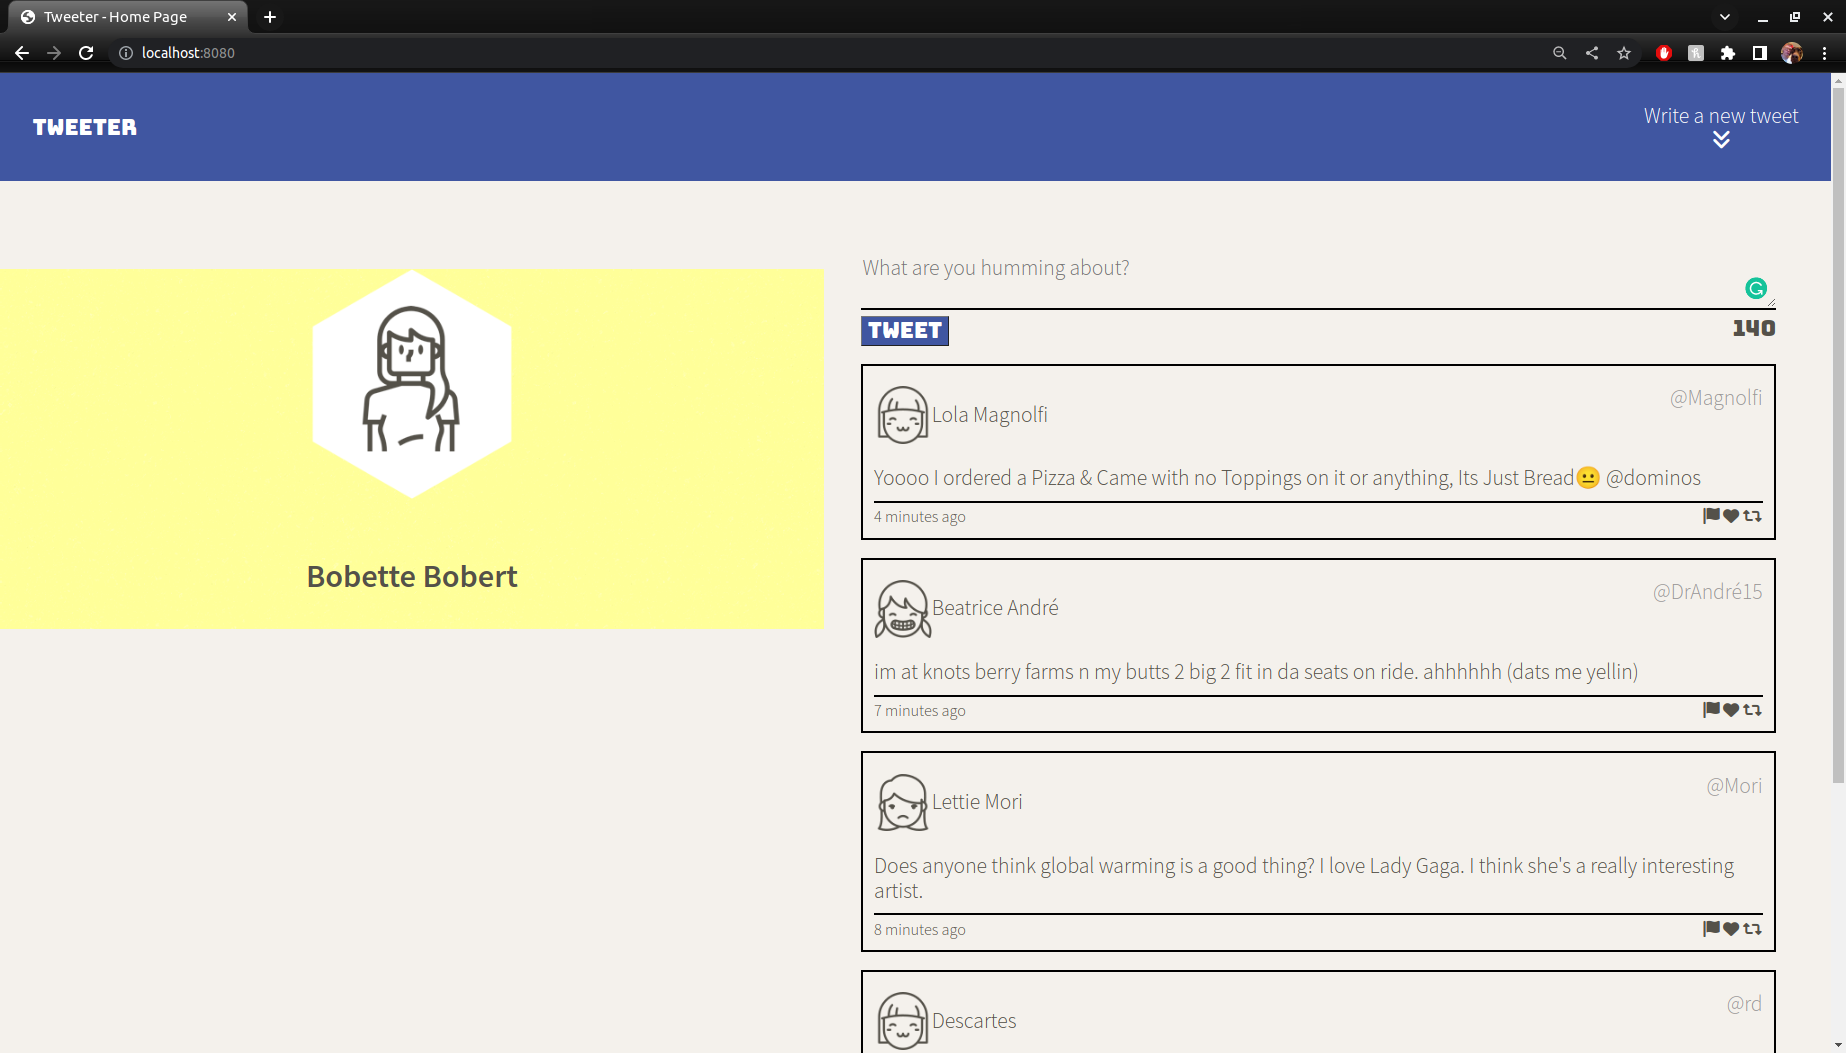 Tweeter - Home Page
localhost:8080
TWEETER
Write a new tweet
Bobette Bobert
What are you humming about?
TWEET
140
Lola Magnolfi
@Magnolfi
Yoooo I ordered a Pizza & Came with no Toppings on it or anything, Its Just Bread😐 @dominos
4 minutes ago
Beatrice André
@DrAndré15
im at knots berry farms n my butts 2 big 2 fit in da seats on ride. ahhhhhh (dats me yellin)
7 minutes ago
Lettie Mori
@Mori
Does anyone think global warming is a good thing? I love Lady Gaga. I think she's a really interesting
artist.
8 minutes ago
Descartes
@rd